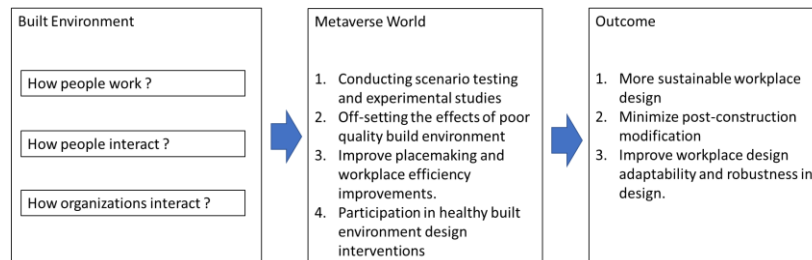 Built Environment
How people work ?
How people interact ?
How organizations interact ?
Metaverse World
1. Conducting scenario testing
and experimental studies
2. Off-setting the effects of poor
quality build environment
3. Improve placemaking and
workplace efficiency
improvements.
4. Participation in healthy built
environment design
interventions
Outcome
1. More sustainable workplace
design
2. Minimize post-construction
modification
3. Improve workplace design
adaptability and robustness in
design.